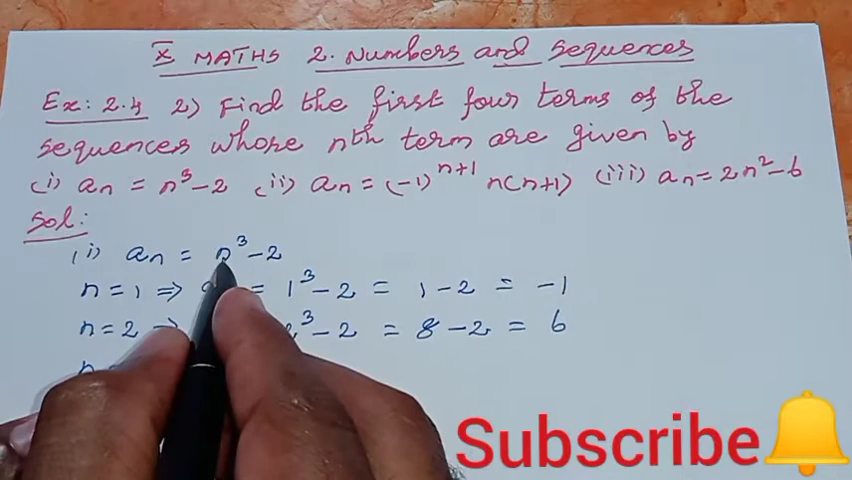 X MATHS 2. Numbers and Sequences
Ex: 2.4 2) Find the first four terms of the
sequences whose nth term are given by
(i) an = n³-2 (ii) an = (-1)ⁿ⁺¹ n(n+1) (iii) an = 2n²-6
Sol:
(i) an = n³-2
n = 1 ⇒ = 1³-2 = 1-2 = -1
n = 2 2³-2 = 8-2 = 6
Subscribe